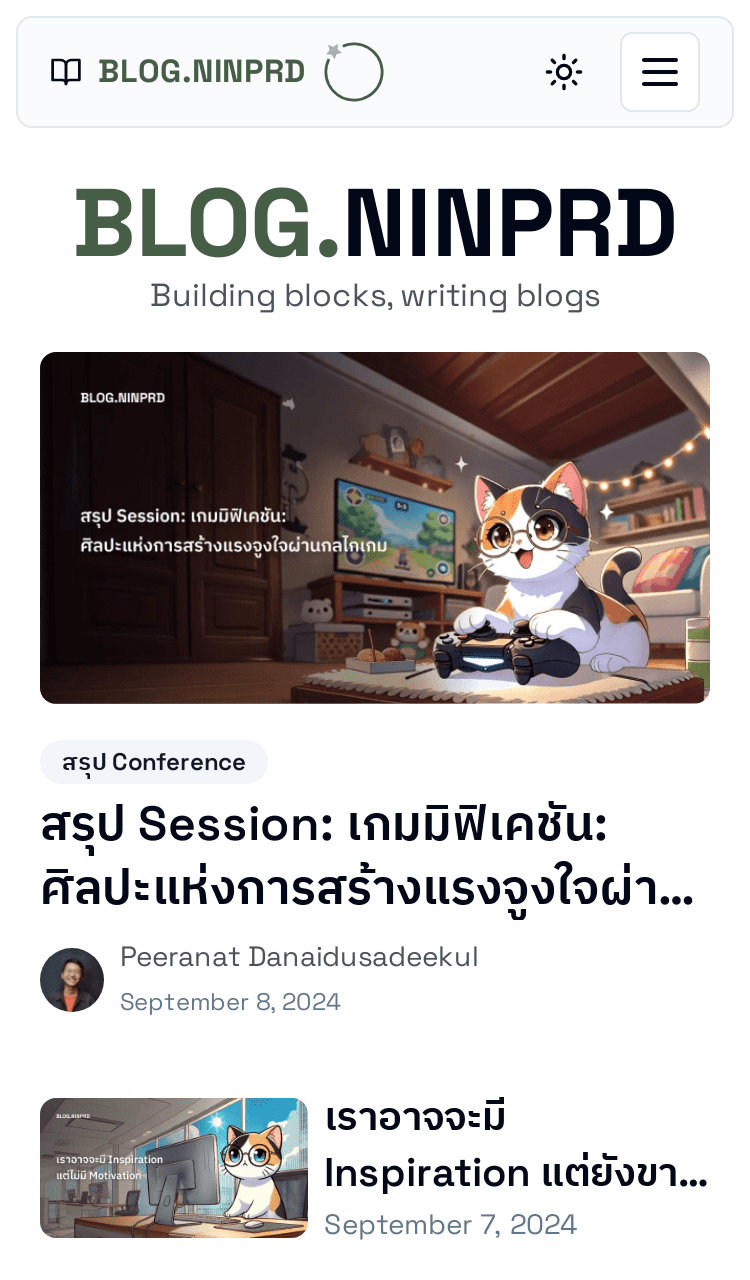 BLOG.NINPRD
BLOG.NINPRD
Building blocks, writing blogs
BLOG.NINPRD
สรุป Session: เกมมิฟิเคชัน:
ศิลปะแห่งการสร้างแรงจูงใจผ่านกลไกเกม
สรุป Conference
สรุป Session: เกมมิฟิเคชัน:
ศิลปะแห่งการสร้างแรงจูงใจผ่า...
Peeranat Danaidusadeekul
September 8, 2024
BLOG.NINPRD
เราอาจจะมี Inspiration
แต่ไม่มี Motivation
เราอาจจะมี
Inspiration แต่ยังขา...
September 7, 2024